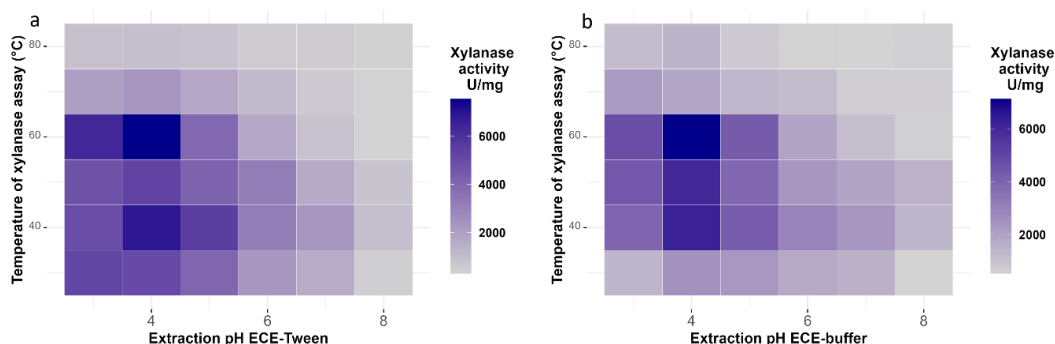 a
Temperature of xylanase assay (°C)
80
60
40
4
6
8
Extraction pH ECE-Tween
Xylanase
activity
U/mg
6000
4000
2000
b
Temperature of xylanase assay (°C)
80
60
40
4
6
8
Extraction pH ECE-buffer
Xylanase
activity
U/mg
6000
4000
2000